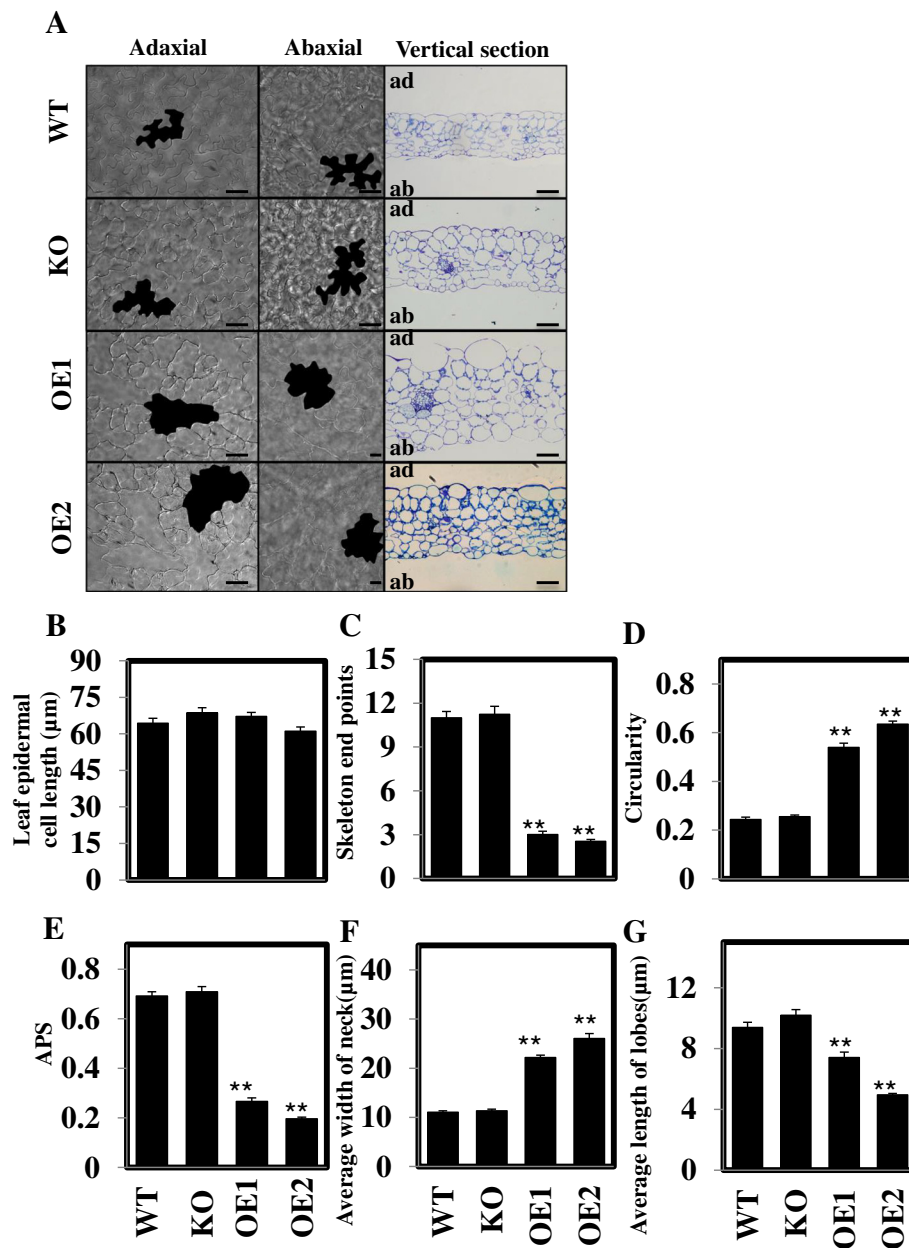 A
Adaxial Abaxial Vertical section
WT
ad
ab
KO
ad
ab
OE1
ad
ab
OE2
ad
ab
B
Leaf epidermal
cell length (µm)
90
75
60
45
30
15
0
C
Skeleton end points
15
12
9
6
3
0
** **
D
Circularity
0.8
0.6
0.4
0.2
0
** **
E
APS
0.8
0.6
0.4
0.2
0
** **
WT KO OE1 OE2
F
Average width of neck(µm)
40
30
20
10
0
** **
WT KO OE1 OE2
G
Average length of lobes(µm)
12
8
4
0
** **
WT KO OE1 OE2